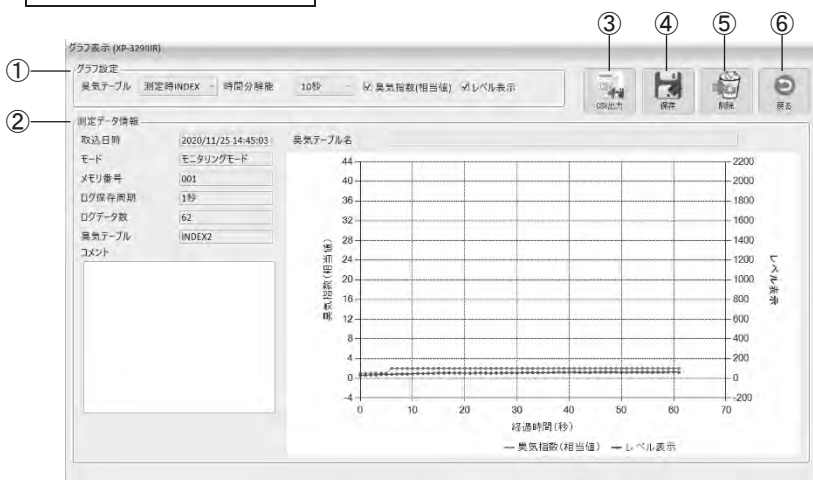 ③ ④ ⑤ ⑥
グラフ表示 (XP-329IIIR)
① グラフ設定
臭気テーブル 測定時INDEX 時間分解能 10秒 臭気指数(相当値) レベル表示
CSV出力 保存 削除 戻る
② 測定データ情報
取込日時 2020/11/25 14:45:03 臭気テーブル名
モード モニタリングモード
メモリ番号 001
ログ保存周期 1秒
ログデータ数 62
臭気テーブル INDEX2
コメント
臭気指数(相当値)
44
40
36
32
28
24
20
16
12
8
4
0
-4
2200
2000
1800
1600
1400
1200
1000
800
600
400
200
0
-200
レベル表示
0 10 20 30 40 50 60 70
経過時間(秒)
臭気指数(相当値) レベル表示